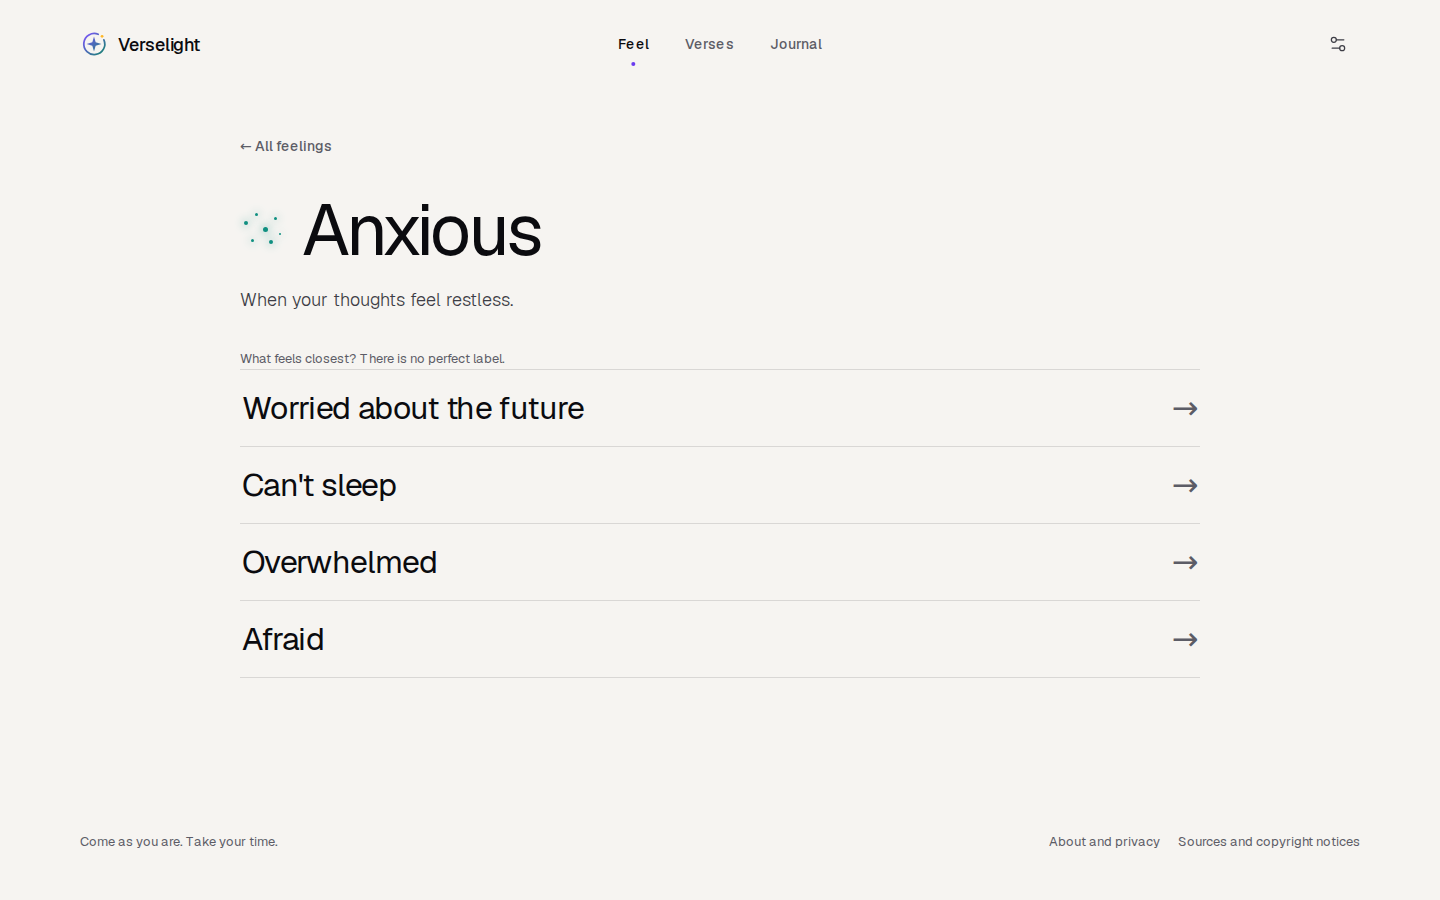 Verselight
Feel
Verses
Journal
← All feelings
Anxious
When your thoughts feel restless.
What feels closest? There is no perfect label.
Worried about the future →
Can't sleep →
Overwhelmed →
Afraid →
Come as you are. Take your time.
About and privacy
Sources and copyright notices